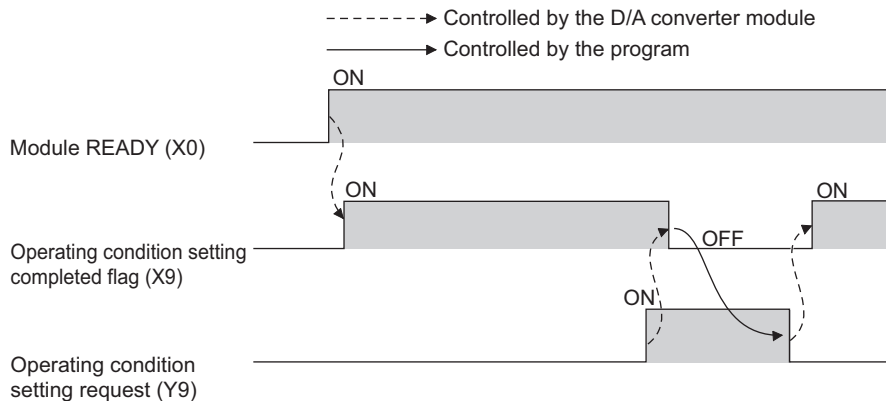 Controlled by the D/A converter module
Controlled by the program
ON
Module READY (X0)
ON
ON
Operating condition setting
completed flag (X9)
OFF
ON
Operating condition
setting request (Y9)